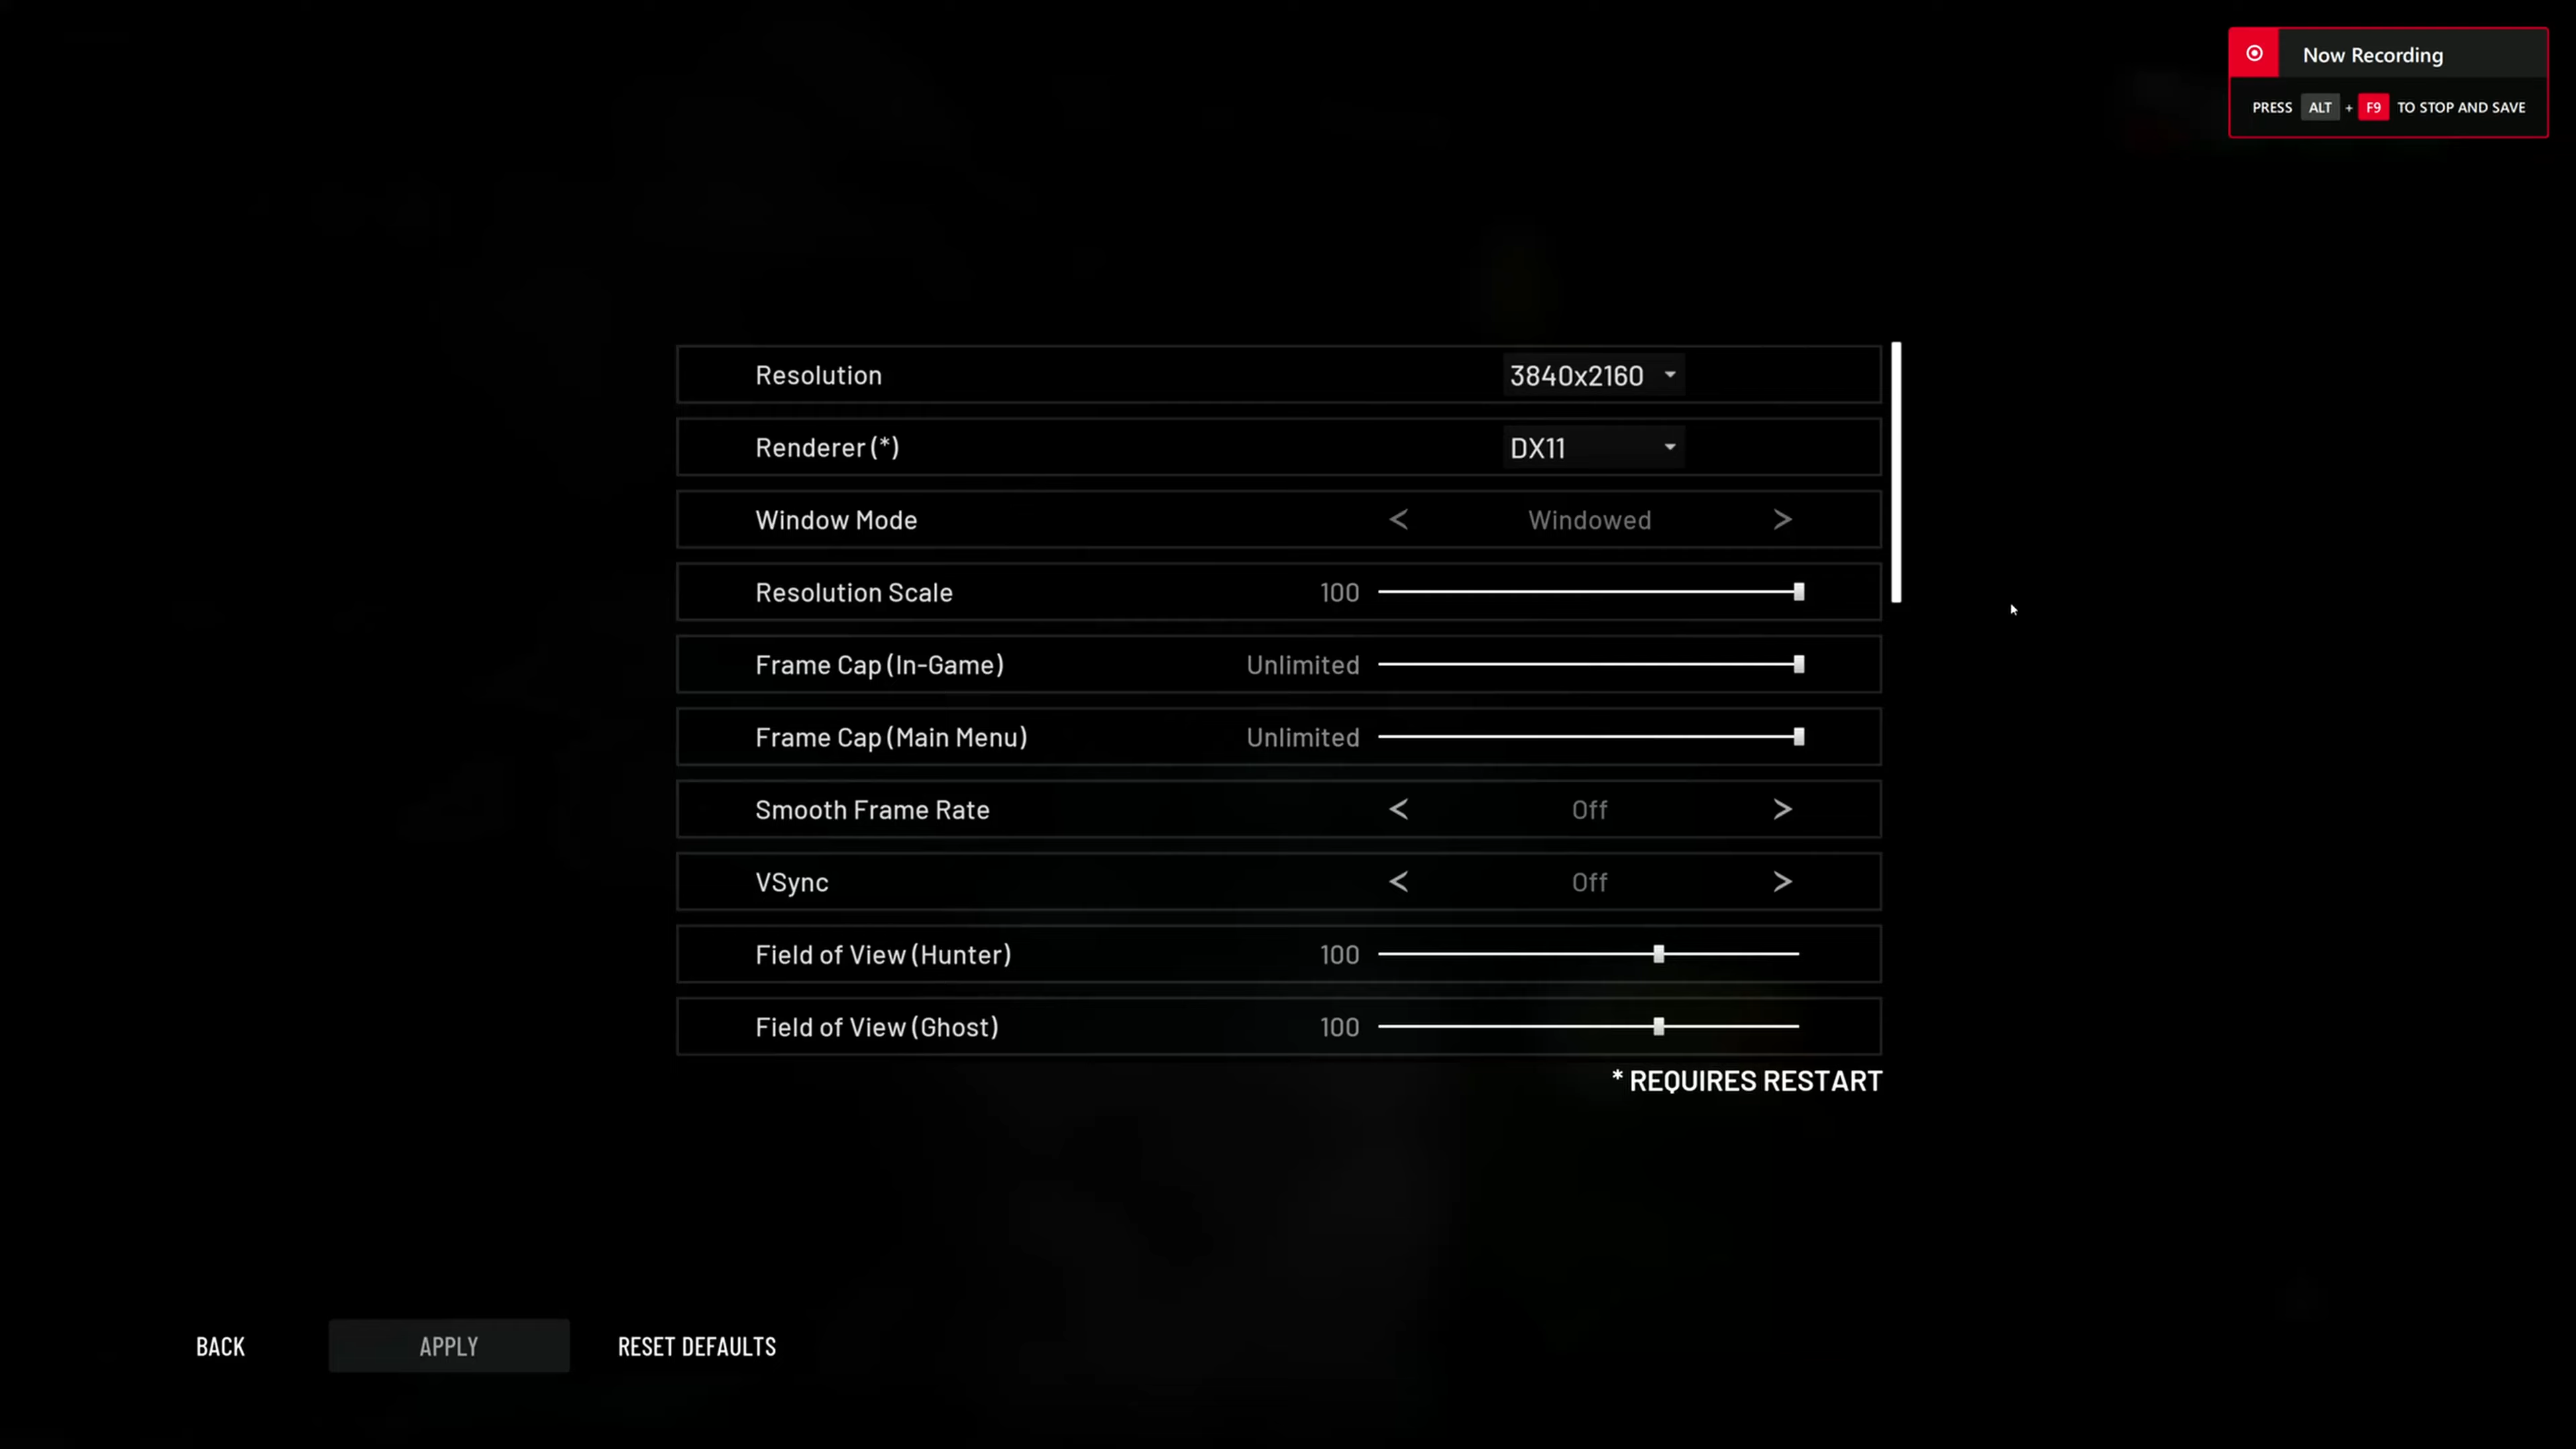 Now Recording
PRESS ALT + F9 TO STOP AND SAVE
Resolution 3840x2160
Renderer (*) DX11
Window Mode < Windowed >
Resolution Scale 100
Frame Cap (In-Game) Unlimited
Frame Cap (Main Menu) Unlimited
Smooth Frame Rate < Off >
VSync < Off >
Field of View (Hunter) 100
Field of View (Ghost) 100
* REQUIRES RESTART
BACK APPLY RESET DEFAULTS